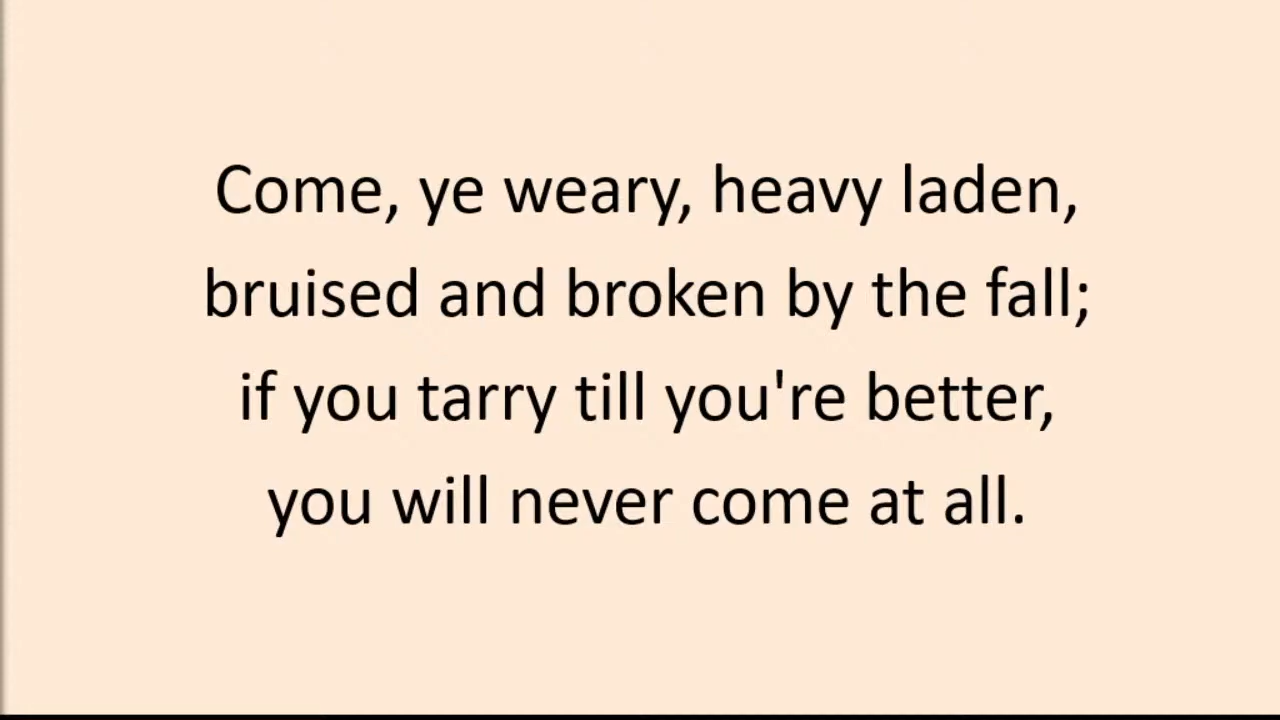 Come, ye weary, heavy laden,
bruised and broken by the fall;
if you tarry till you're better,
you will never come at all.